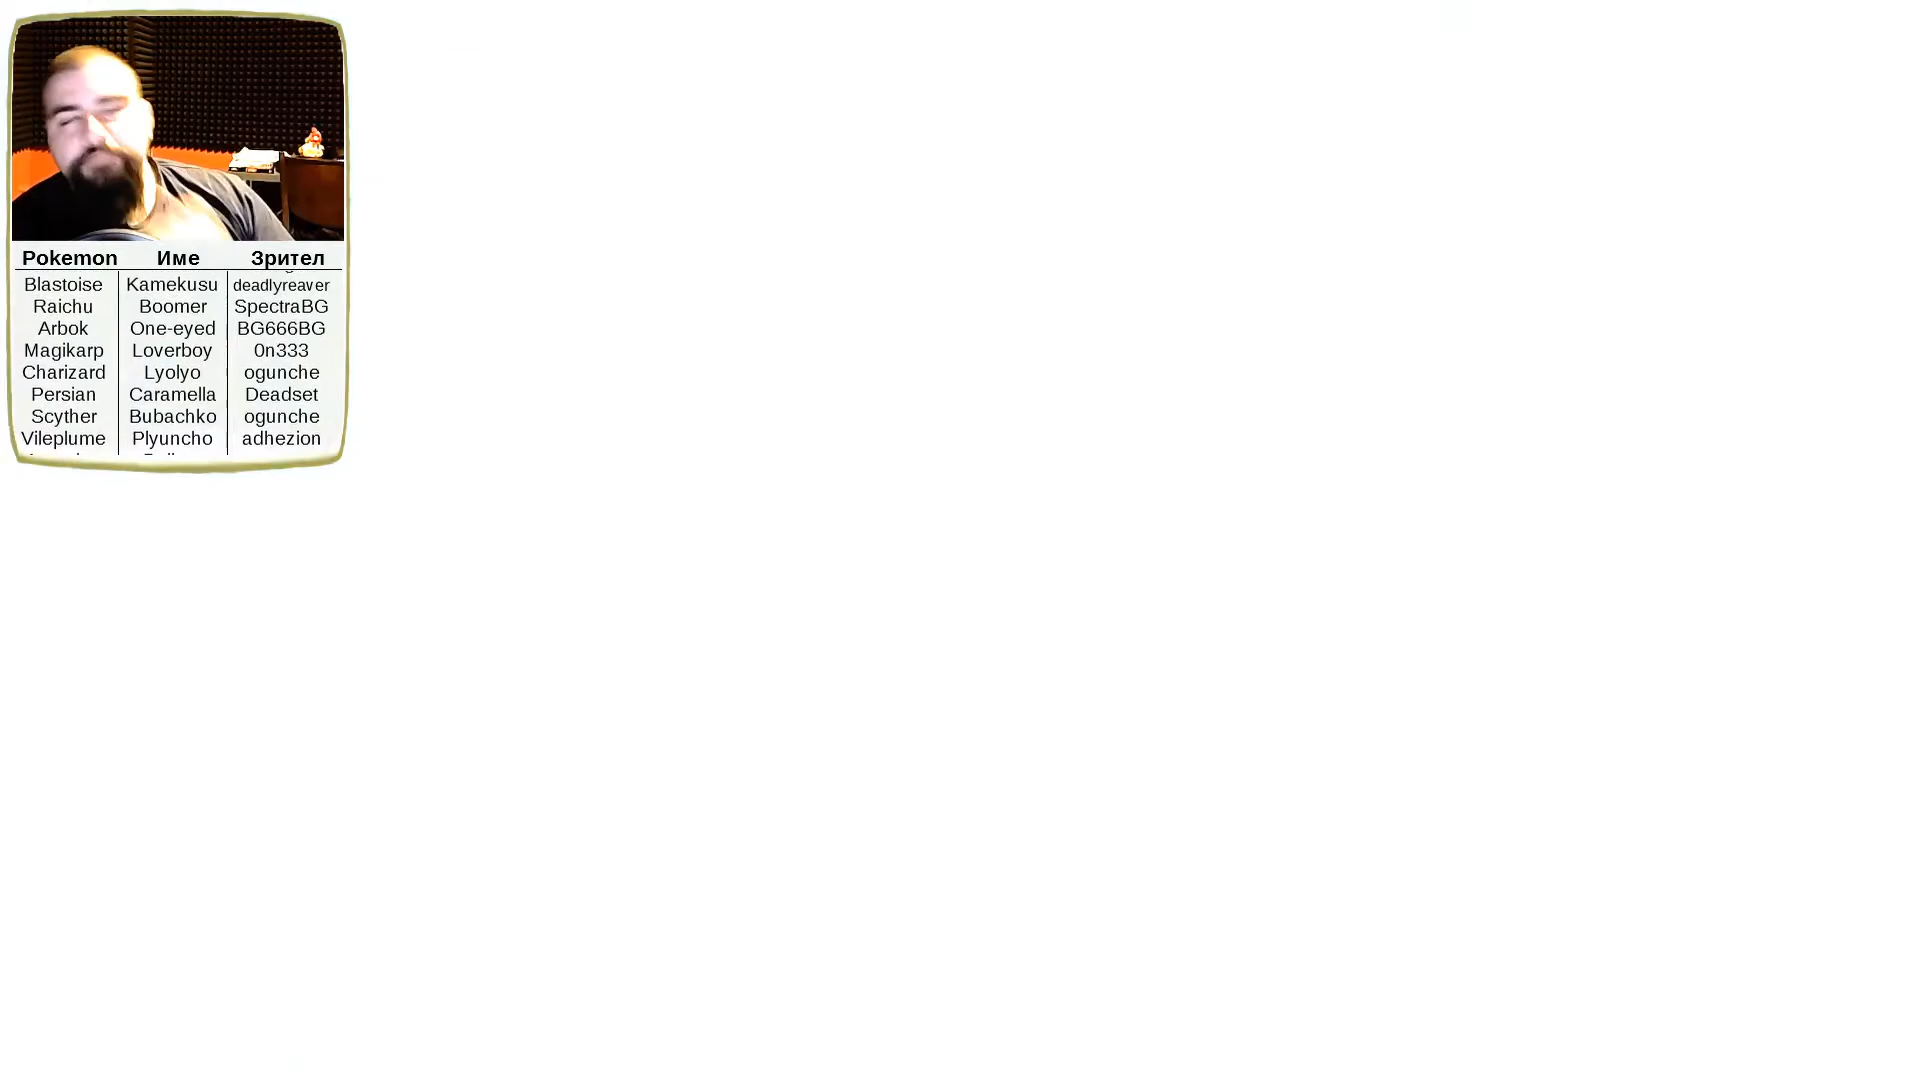 Pokemon Име Зрител
Blastoise Kamekusu deadlyreaver
Raichu Boomer SpectraBG
Arbok One-eyed BG666BG
Magikarp Loverboy 0n333
Charizard Lyolyo ogunche
Persian Caramella Deadset
Scyther Bubachko ogunche
Vileplume Plyuncho adhezion